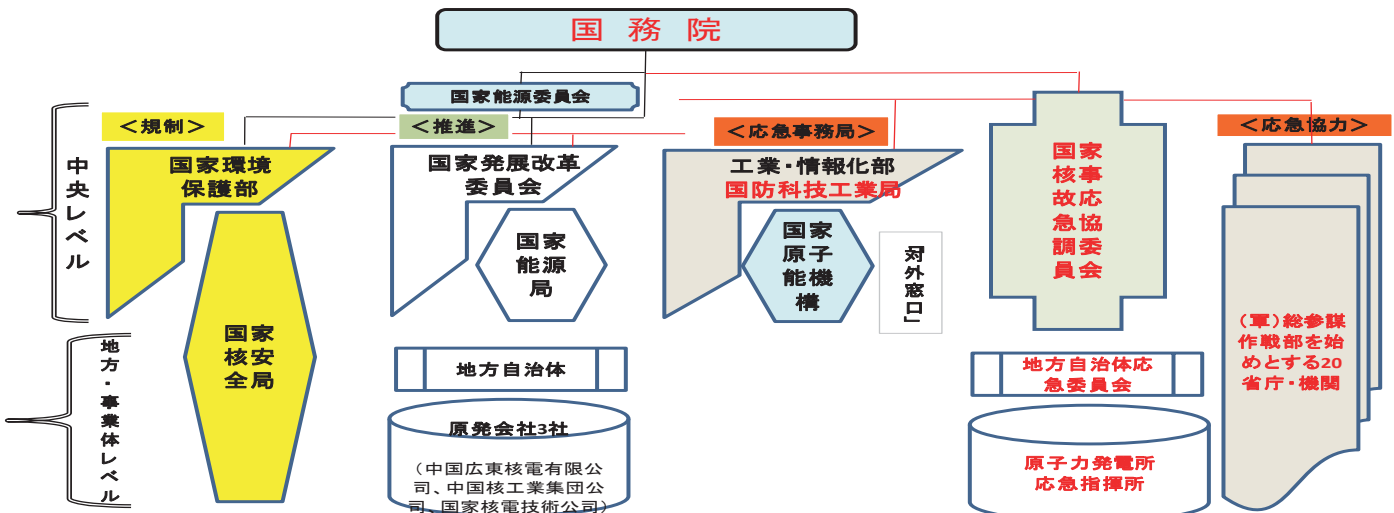 国 務 院
国家能源委員会
＜規制＞
＜推進＞
＜応急事務局＞
＜応急協力＞
中央レベル
国家環境
保護部
国家発展改革
委員会
工業・情報化部
国防科技工業局
国家
核事
故応
急協
調委
員会
国家
能源
局
国家
原子
能機
構
「対外窓口」
国家
核安
全局
（軍）総参謀
作戦部を始
めとする20
省庁・機関
地方・事業体レベル
地方自治体
地方自治体応
急委員会
原発会社3社
（中国広東核電有限公
司、中国核工業集団公
司、国家核電技術公司）
原子力発電所
応急指揮所